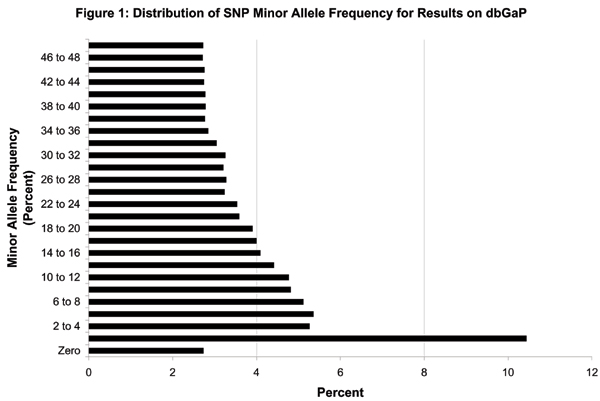 Figure 1: Distribution of SNP Minor Allele Frequency for Results on dbGaP
Minor Allele Frequency
(Percent)
46 to 48
42 to 44
38 to 40
34 to 36
30 to 32
26 to 28
22 to 24
18 to 20
14 to 16
10 to 12
6 to 8
2 to 4
Zero
0 2 4 6 8 10 12
Percent